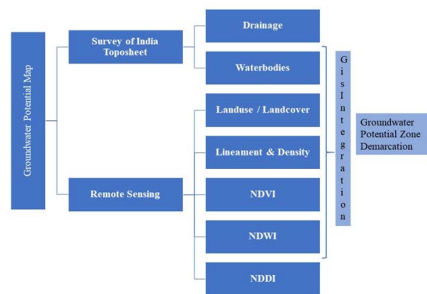 Groundwater Potential Map
Survey of India
Toposheet
Remote Sensing
Drainage
Waterbodies
Landuse / Landcover
Lineament & Density
NDVI
NDWI
NDDI
GisIntegration
Groundwater
Potential Zone
Demarcation